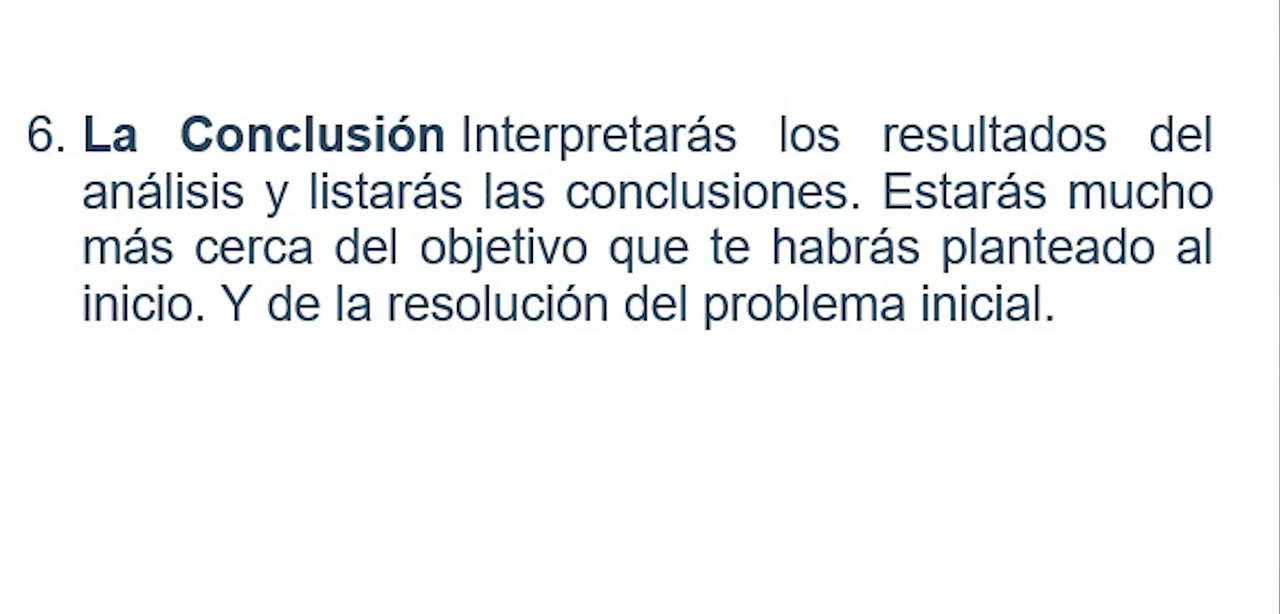 6. La Conclusión Interpretarás los resultados del
análisis y listarás las conclusiones. Estarás mucho
más cerca del objetivo que te habrás planteado al
inicio. Y de la resolución del problema inicial.